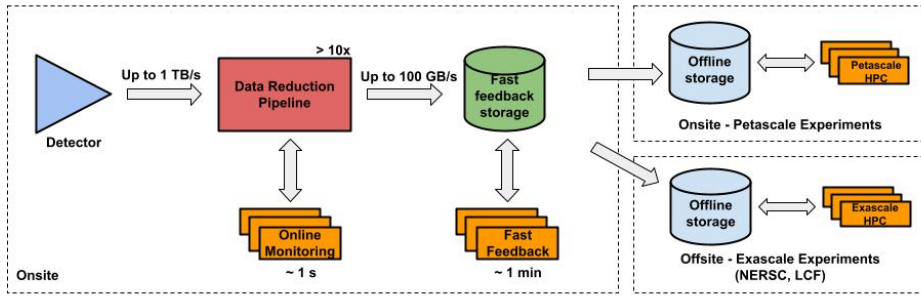 > 10x
Up to 1 TB/s
Data Reduction
Pipeline
Up to 100 GB/s
Fast
feedback
storage
Detector
Online
Monitoring
~ 1 s
Fast
Feedback
~ 1 min
Onsite
Offline
storage
Petascale
HPC
Onsite - Petascale Experiments
Offline
storage
Exascale
HPC
Offsite - Exascale Experiments
(NERSC, LCF)